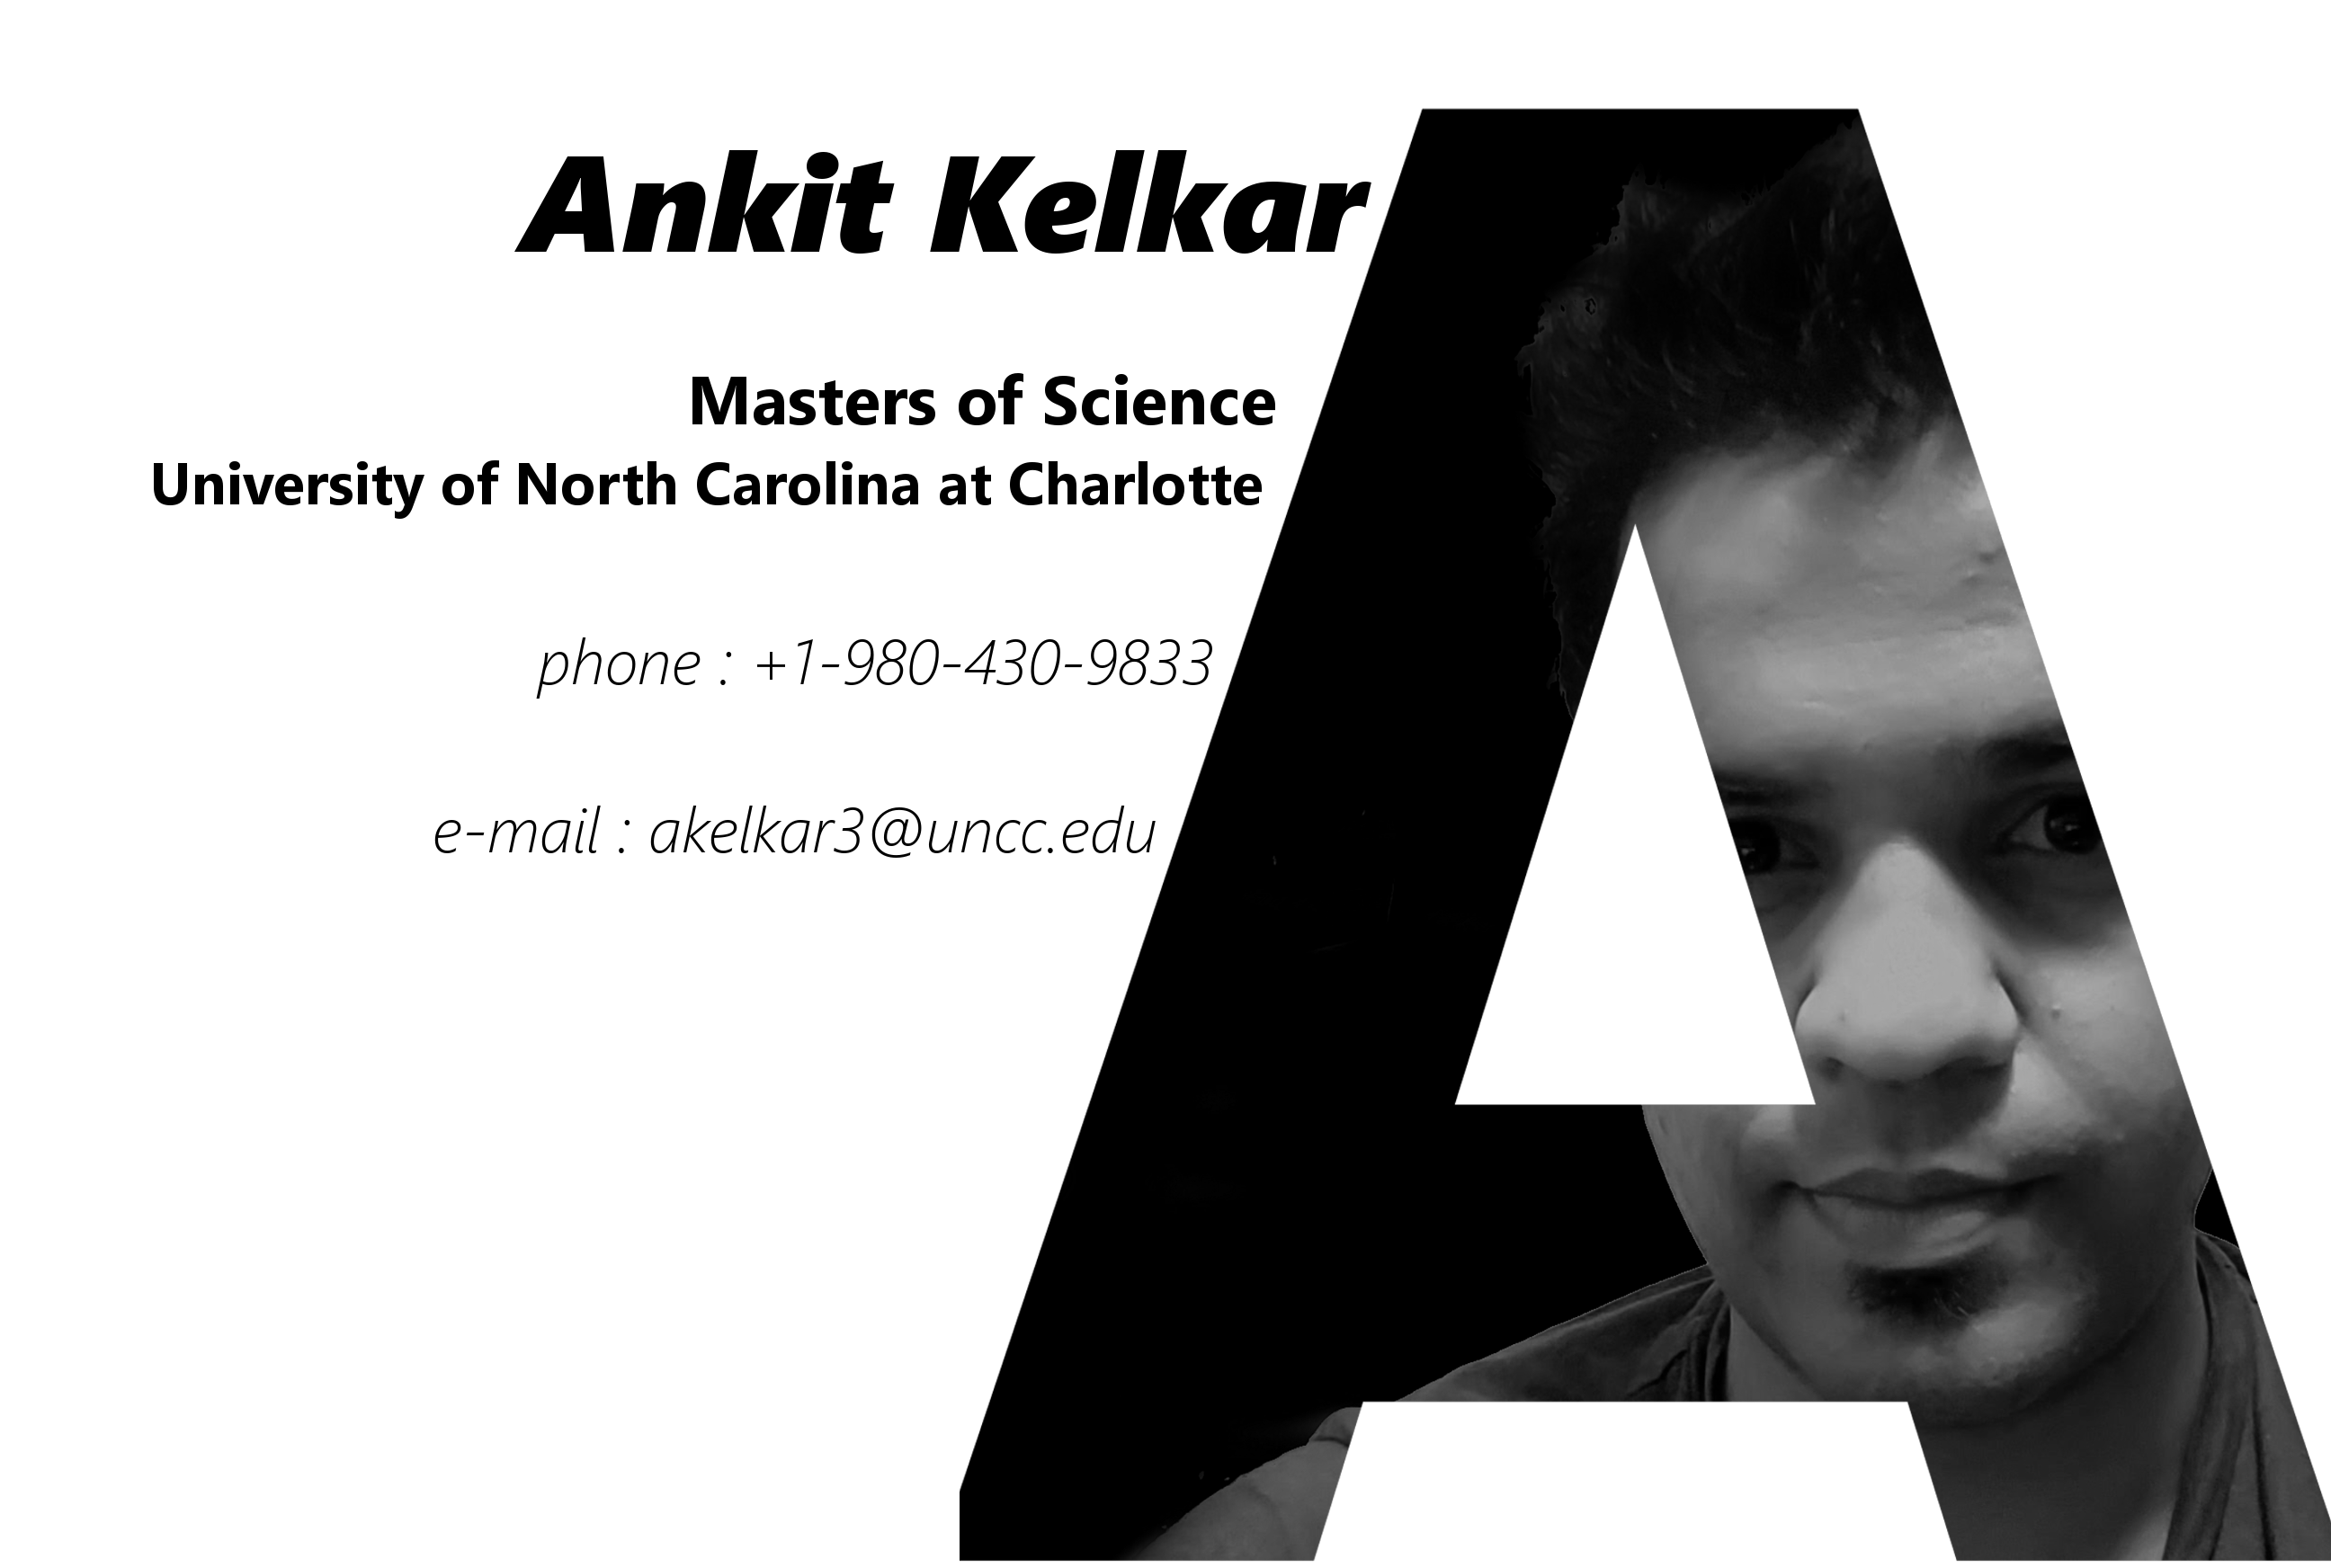 Ankit Kelkar
Masters of Science
University of North Carolina at Charlotte
phone : +1-980-430-9833
e-mail : akelkar3@uncc.edu
A